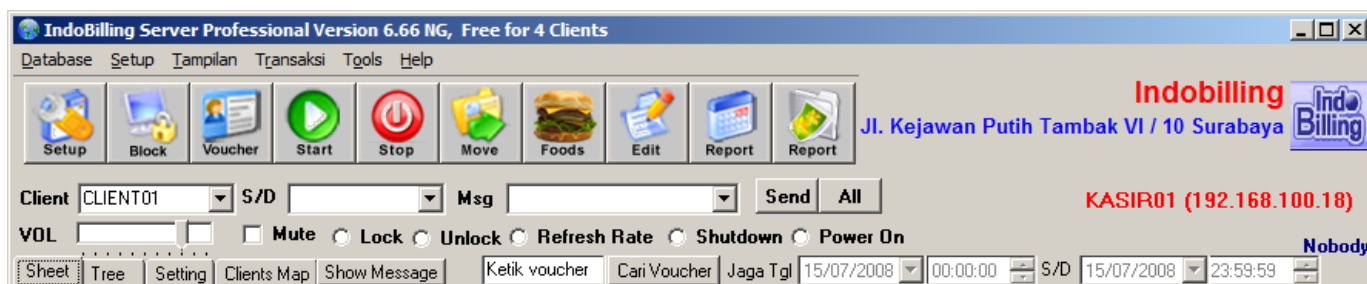 IndoBilling Server Professional Version 6.66 NG, Free for 4 Clients
Database Setup Tampilan Transaksi Tools Help
Setup Block Voucher Start Stop Move Foods Edit Report Report
Indobilling
Jl. Kejawan Putih Tambak VI / 10 Surabaya
Indo
Billing
Client CLIENT01 S/D Msg Send All
KASIR01 (192.168.100.18)
VOL Mute Lock Unlock Refresh Rate Shutdown Power On
Nobody
Sheet Tree Setting Clients Map Show Message Ketik voucher Cari Voucher Jaga Tgl 15/07/2008 00:00:00 S/D 15/07/2008 23:59:59